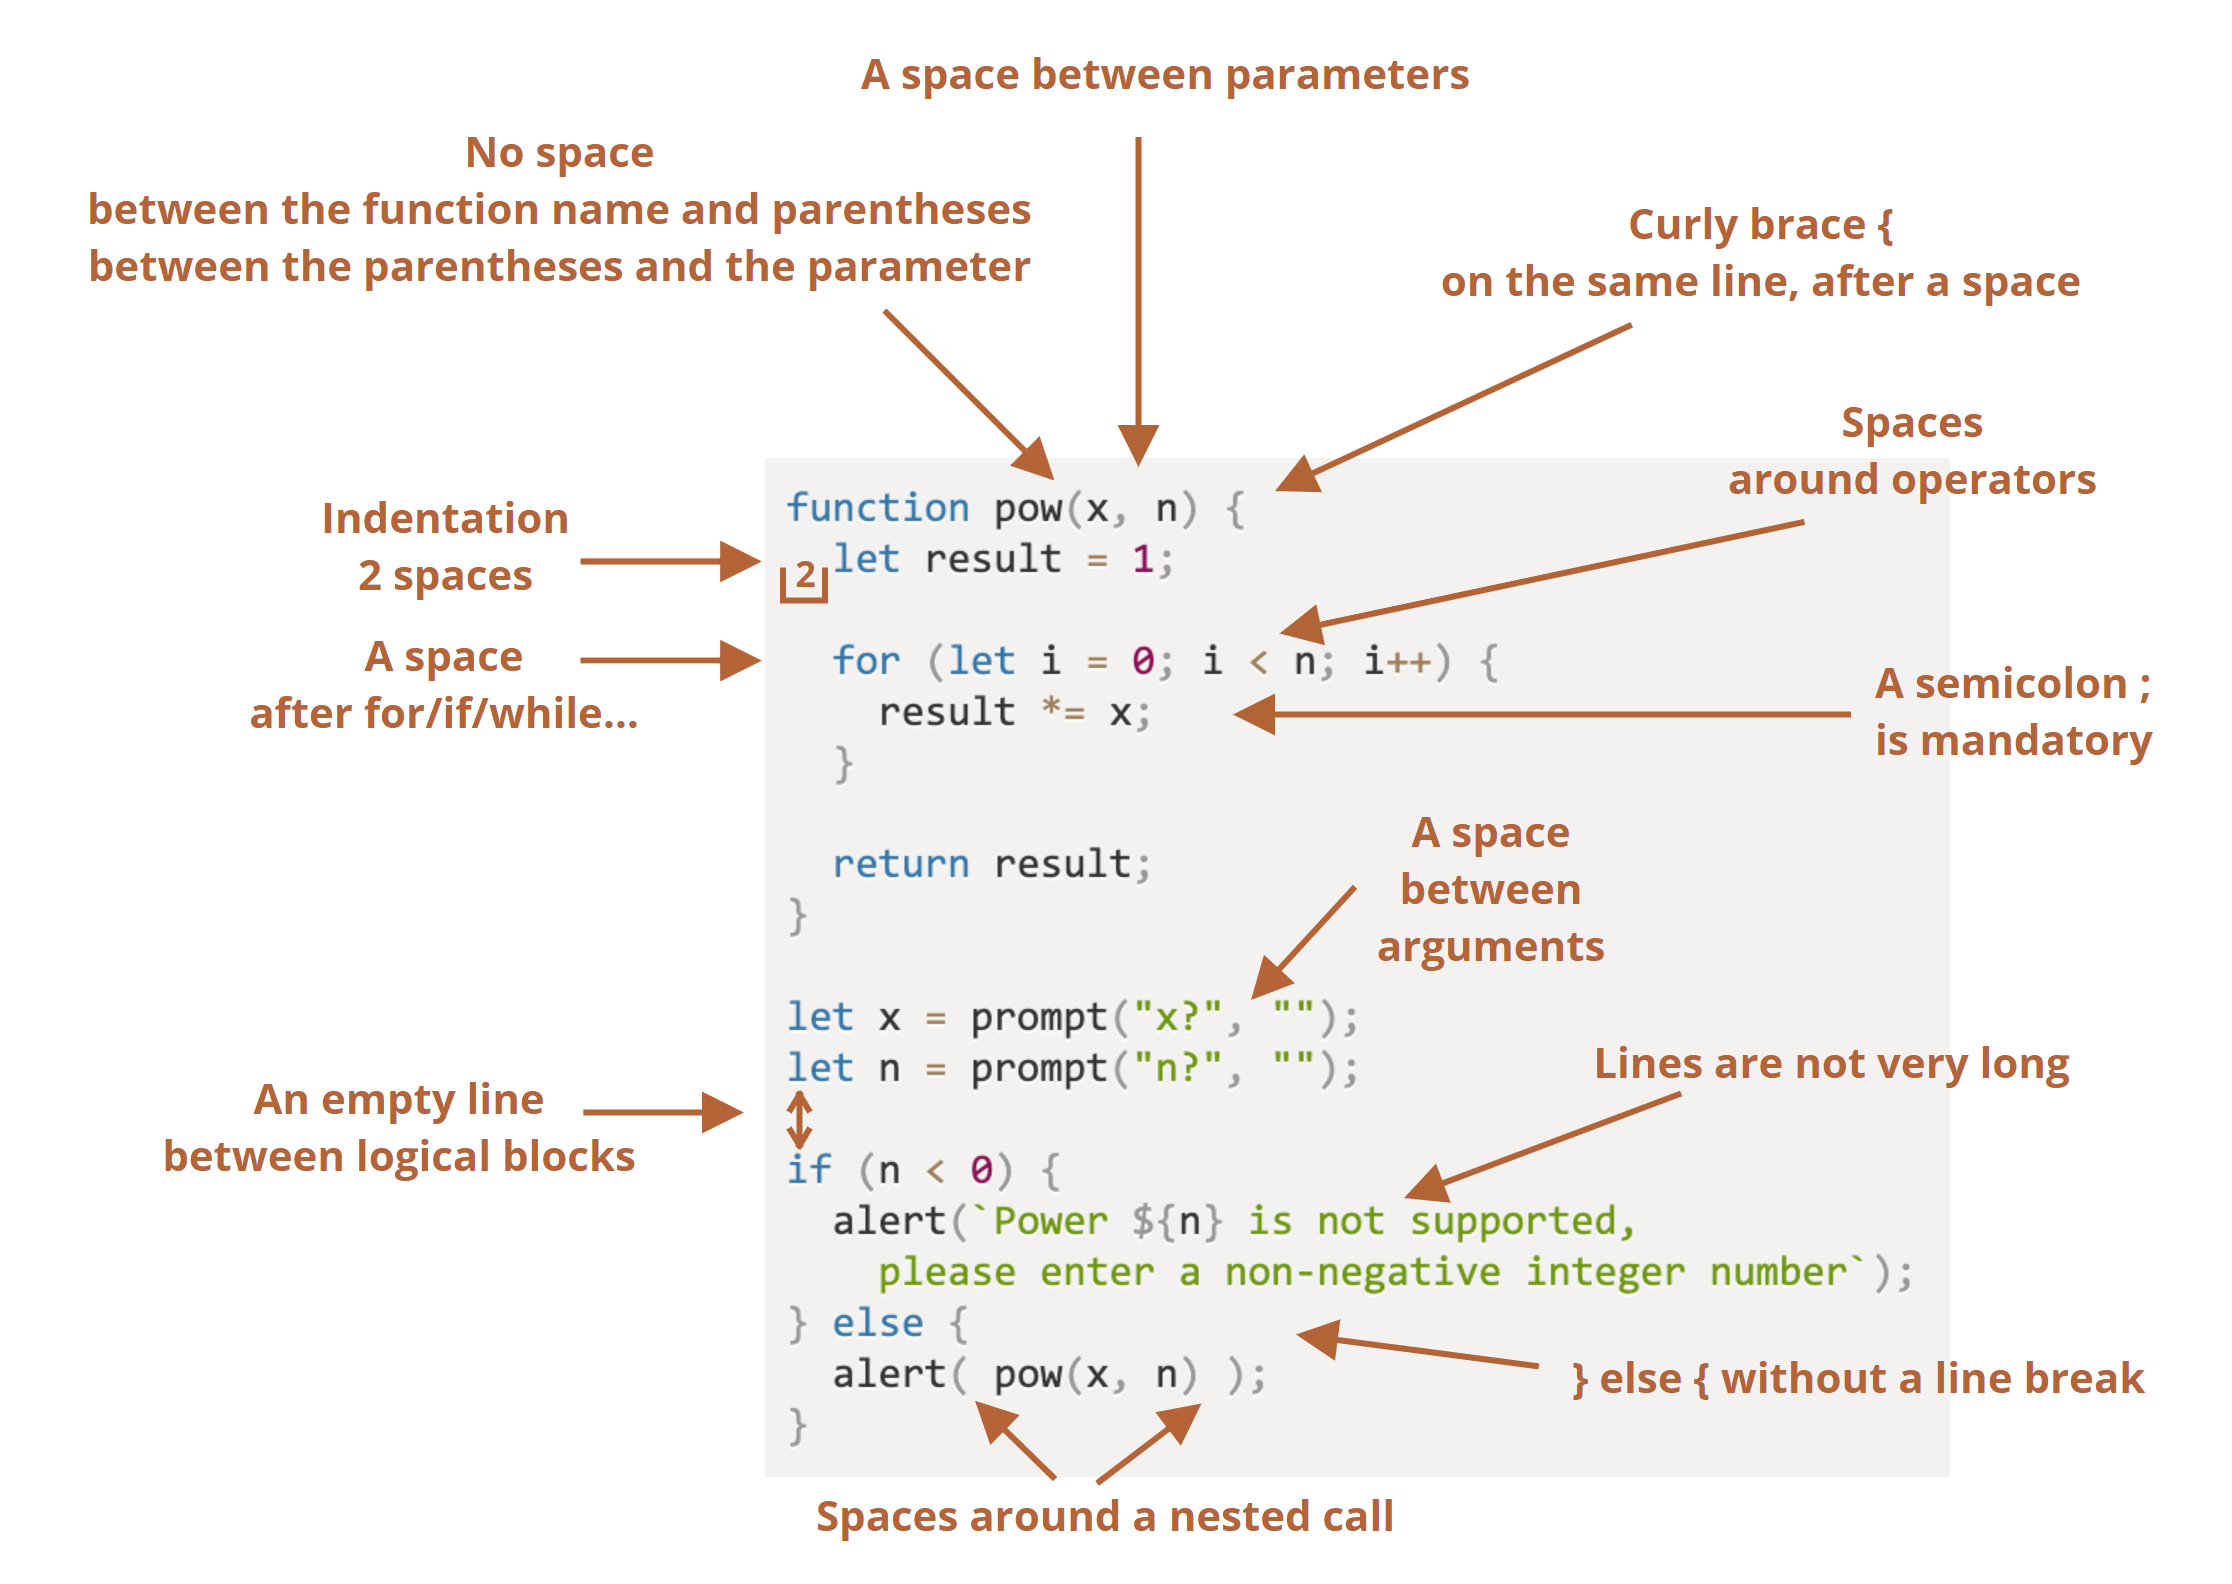 A space between parameters
No space
between the function name and parentheses
between the parentheses and the parameter
Curly brace {
on the same line, after a space
Spaces
around operators
Indentation
2 spaces
A space
after for/if/while...
A semicolon ;
is mandatory
function pow(x, n) {
2
  let result = 1;

  for (let i = 0; i < n; i++) {
    result *= x;
  }

  return result;
}
A space
between
arguments

let x = prompt("x?", "");
let n = prompt("n?", "");
An empty line
between logical blocks
Lines are not very long

if (n < 0) {
  alert(`Power ${n} is not supported,
    please enter a non-negative integer number`);
} else {
  alert( pow(x, n) );
}
} else { without a line break
Spaces around a nested call